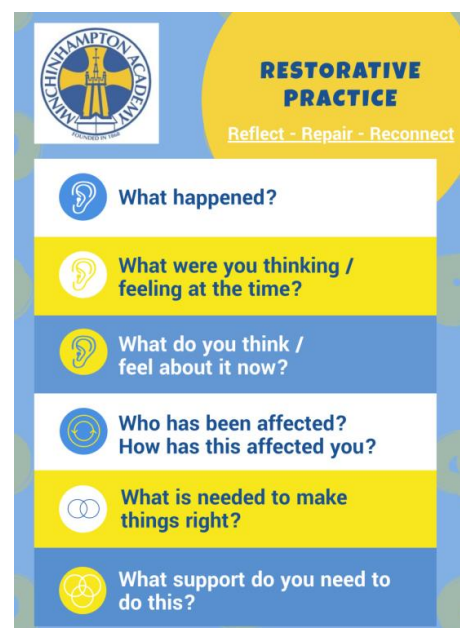 MINCHINHAMPTON ACADEMY
FOUNDED IN 1868
RESTORATIVE
PRACTICE
Reflect - Repair - Reconnect
What happened?
What were you thinking /
feeling at the time?
What do you think /
feel about it now?
Who has been affected?
How has this affected you?
What is needed to make
things right?
What support do you need to
do this?